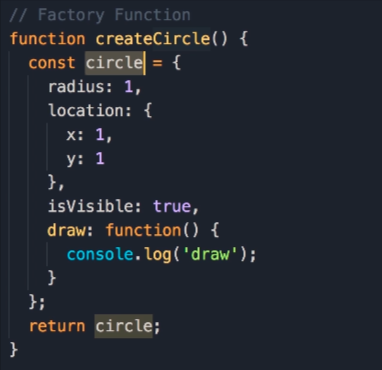 // Factory Function
function createCircle() {
  const circle = {
    radius: 1,
    location: {
      x: 1,
      y: 1
    },
    isVisible: true,
    draw: function() {
      console.log('draw');
    }
  };
  return circle;
}